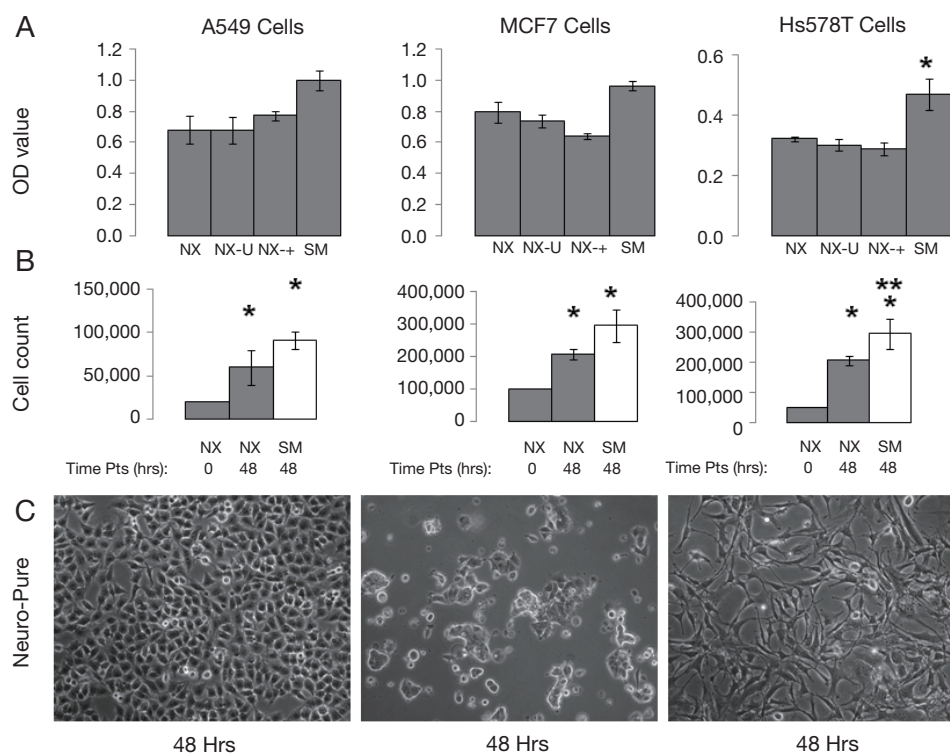 A
A549 Cells
MCF7 Cells
Hs578T Cells
OD value
1.2
1.0
0.8
0.6
0.4
0.2
0.0
NX NX-U NX-+ SM
1.2
1.0
0.8
0.6
0.4
0.2
0.0
NX NX-U NX-+ SM
0.6
0.4
0.2
0.0
*
NX NX-U NX-+ SM
B
Cell count
150,000
100,000
50,000
0
* *
NX NX SM
Time Pts (hrs): 0 48 48
400,000
300,000
200,000
100,000
0
* *
NX NX SM
Time Pts (hrs): 0 48 48
400,000
300,000
200,000
100,000
0
**
* *
NX NX SM
Time Pts (hrs): 0 48 48
C
Neuro-Pure
48 Hrs
48 Hrs
48 Hrs